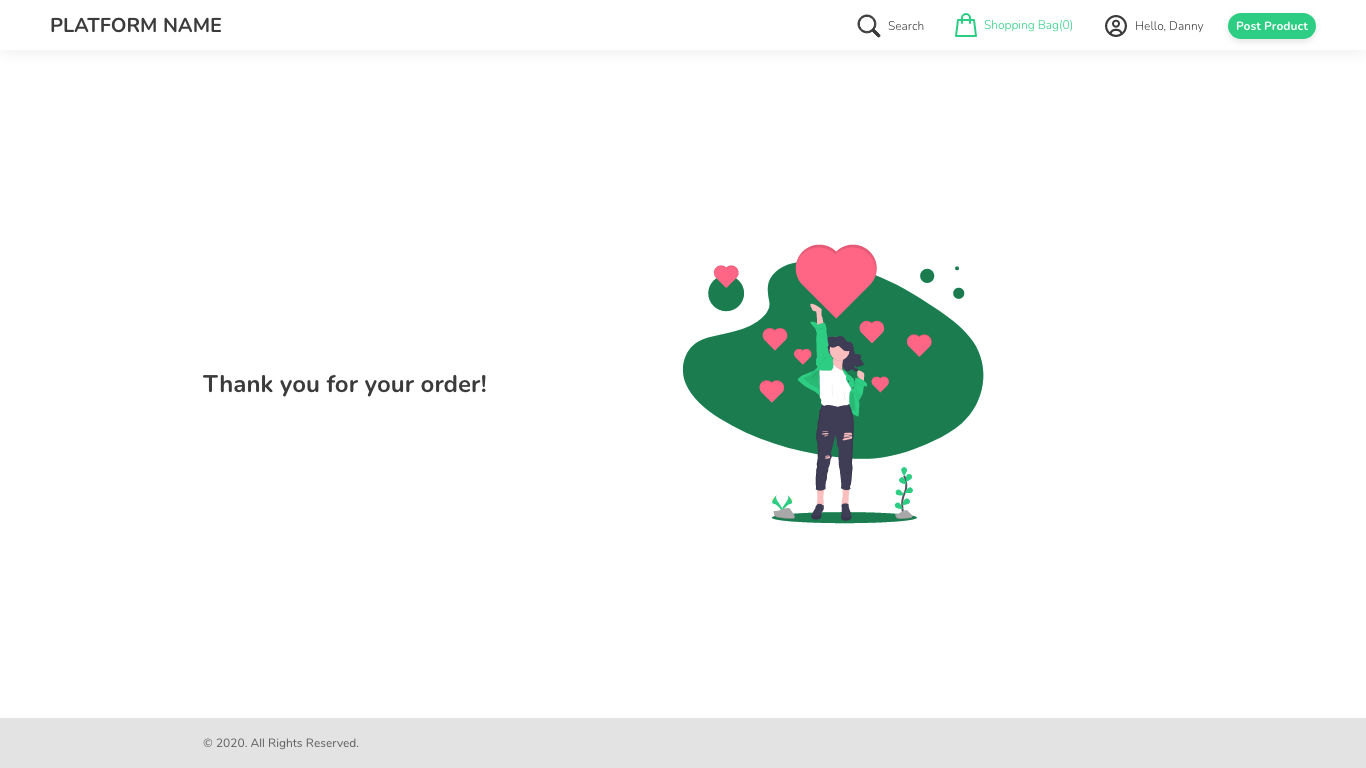 PLATFORM NAME
Search
Shopping Bag(0)
Hello, Danny
Post Product
Thank you for your order!
© 2020. All Rights Reserved.